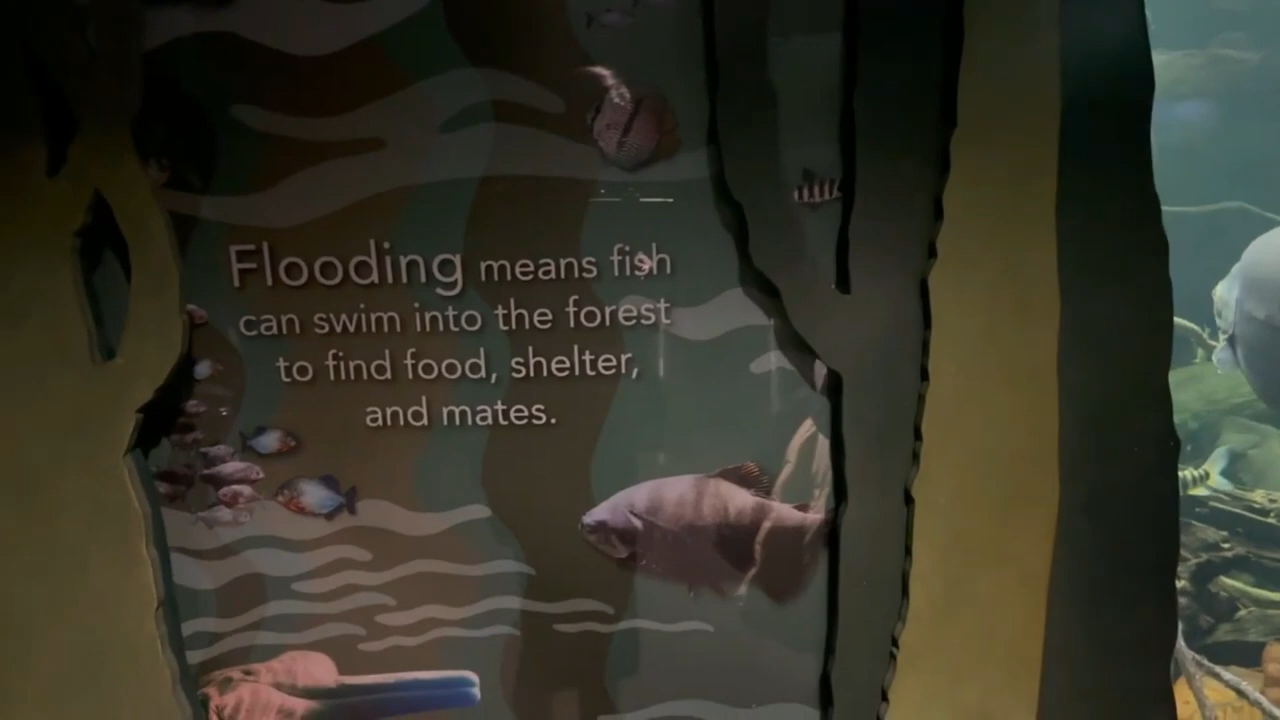 Flooding means fish
can swim into the forest
to find food, shelter,
and mates.